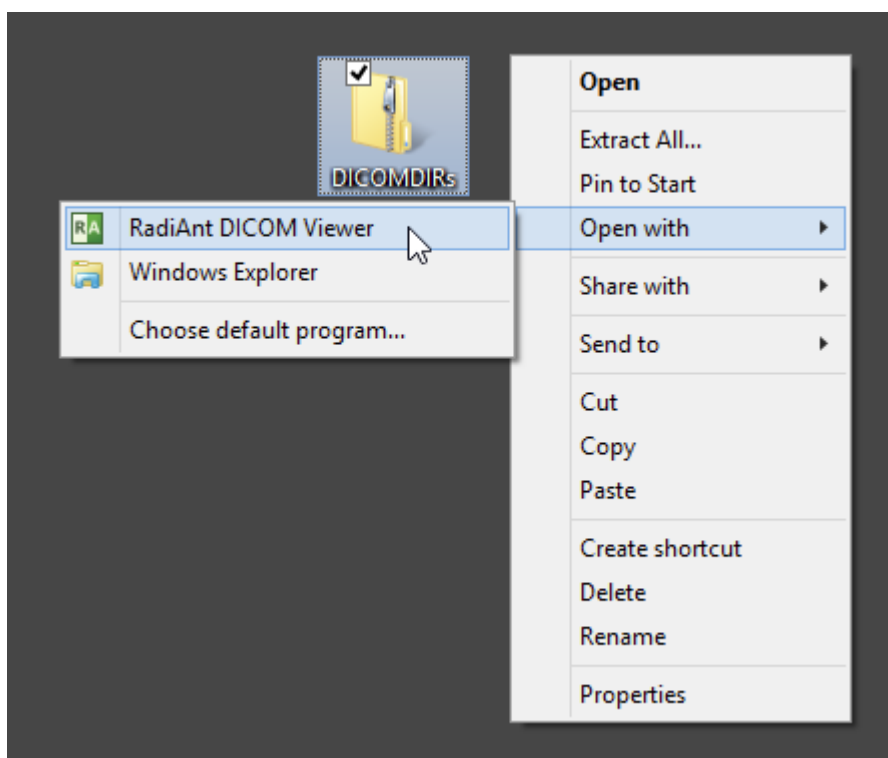 DICOMDIRs
Open
Extract All...
Pin to Start
Open with
Share with
Send to
Cut
Copy
Paste
Create shortcut
Delete
Rename
Properties
RA
RadiAnt DICOM Viewer
Windows Explorer
Choose default program...